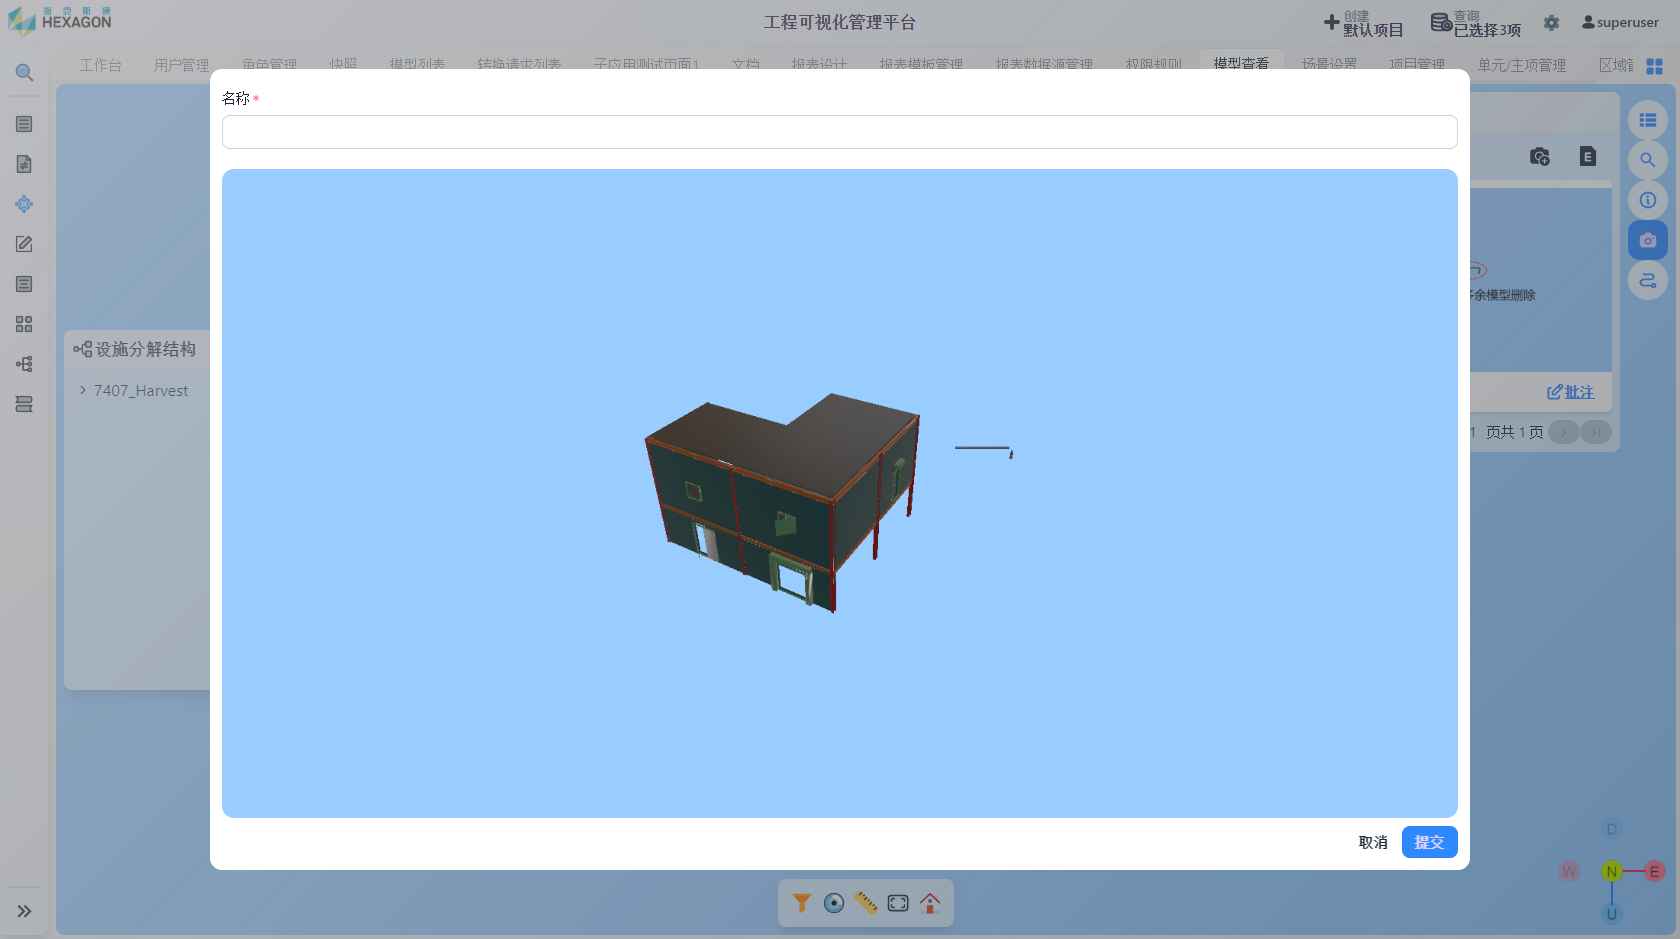 海克斯康
HEXAGON
工程可视化管理平台
创建
默认项目
查询
已选择3项
superuser
工作台
用户管理
角色管理
快照
模型列表
转换请求列表
子应用测试页面1
文档
报表设计
报表模板管理
报表数据源管理
权限规则
模型查看
场景设置
项目管理
单元/主项管理
区域
名称 *
设施分解结构
7407_Harvest
E
余模型删除
批注
1 页共 1 页
取消
提交
D
W
N
E
U